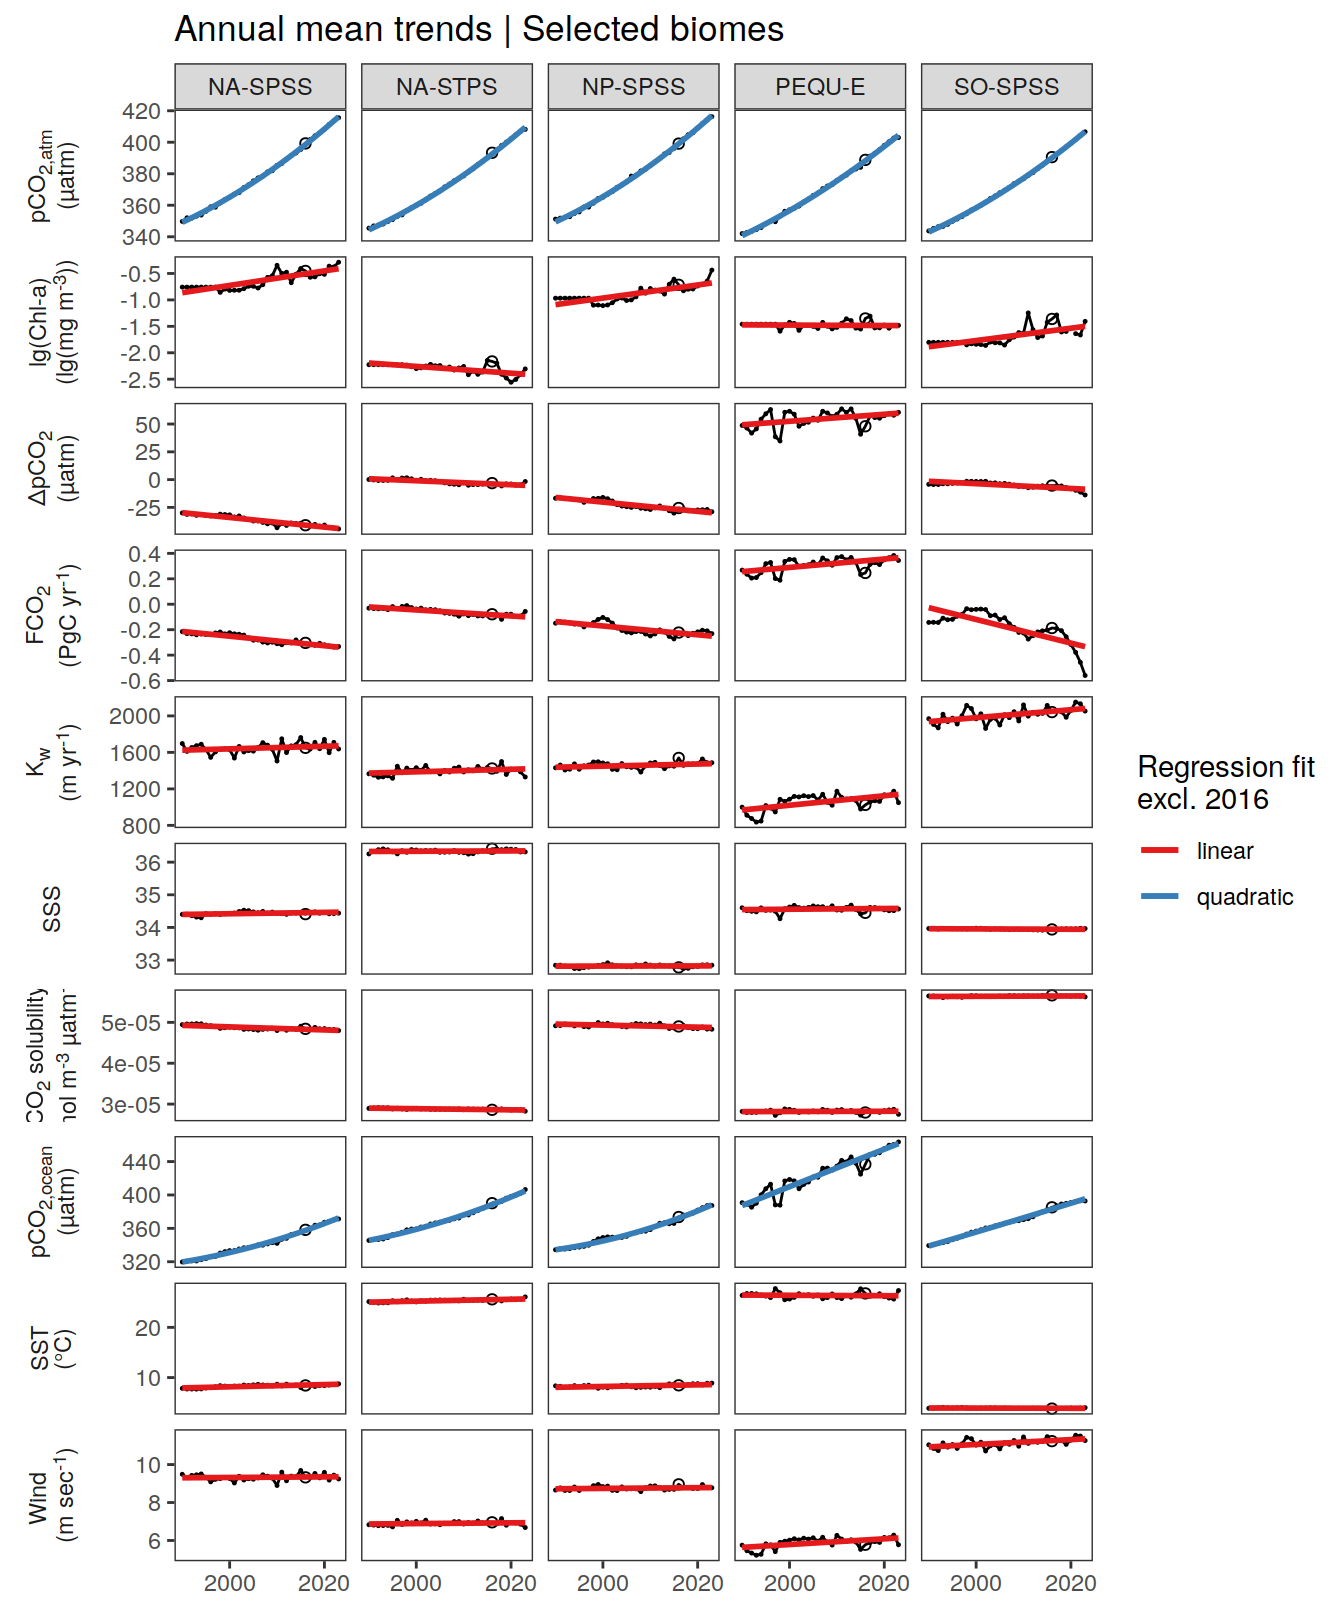 Annual mean trends | Selected biomes
NA-SPSS NA-STPS NP-SPSS PEQU-E SO-SPSS
pCO2,atm
(µatm)
420
400
380
360
340
lg(Chl-a)
(lg(mg m-3))
-0.5
-1.0
-1.5
-2.0
-2.5
ΔpCO2
(µatm)
50
25
0
-25
FCO2
(PgC yr-1)
0.4
0.2
0.0
-0.2
-0.4
-0.6
Kw
(m yr-1)
2000
1600
1200
800
SSS
36
35
34
33
CO2 solubility
m-3 µatm-
5e-05
4e-05
3e-05
pCO2,ocean
(µatm)
440
400
360
320
SST
(°C)
20
10
Wind
(m sec-1)
10
8
6
2000 2020 2000 2020 2000 2020 2000 2020 2000 2020
Regression fit
excl. 2016
linear
quadratic